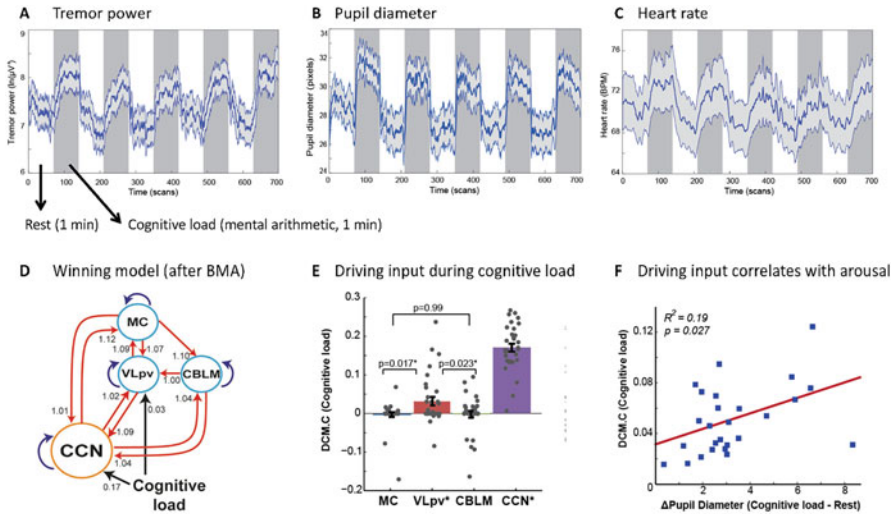 A Tremor power
B Pupil diameter
C Heart rate
Tremor power (ln(μV²
9
8
7
6
0 100 200 300 400 500 600 700
Time (scans)
Pupil diameter (pixels)
34
33
32
31
30
29
28
27
26
25
24
0 100 200 300 400 500 600 700
Time (scans)
Heart rate (BPM)
78
76
72
68
64
0 100 200 300 400 500 600 700
Time (scans)
Rest (1 min)
Cognitive load (mental arithmetic, 1 min)
D Winning model (after BMA)
MC
VLpv
CBLM
CCN
1.12
1.09
1.07
1.10
1.00
1.01
1.02
0.03
1.04
1.09
1.04
0.17
Cognitive
load
E Driving input during cognitive load
DCM.C (Cognitive load)
0.3
0.2
0.1
0
−0.1
−0.2
p=0.99
p=0.017*
p=0.023*
MC VLpv* CBLM CCN*
F Driving input correlates with arousal
R² = 0.19
p = 0.027
DCM.C (Cognitive load)
0.12
0.08
0.04
0
0 2 4 6 8
ΔPupil Diameter (Cognitive load - Rest)